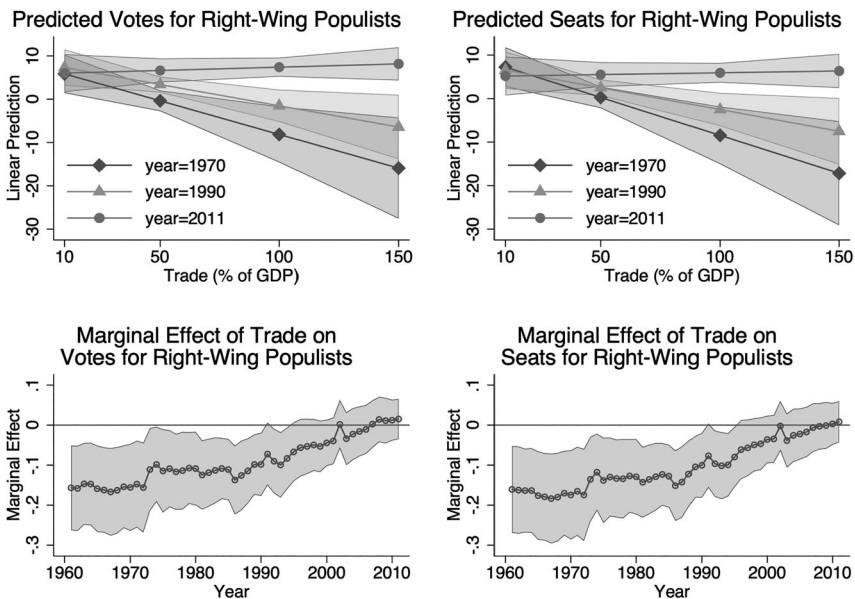 Predicted Votes for Right-Wing Populists
Linear Prediction
10
0
-10
-20
-30
year=1970
year=1990
year=2011
10 50 100 150
Trade (% of GDP)
Predicted Seats for Right-Wing Populists
Linear Prediction
10
0
-10
-20
-30
year=1970
year=1990
year=2011
10 50 100 150
Trade (% of GDP)
Marginal Effect of Trade on
Votes for Right-Wing Populists
Marginal Effect
.1
0
-.1
-.2
-.3
1960 1970 1980 1990 2000 2010
Year
Marginal Effect of Trade on
Seats for Right-Wing Populists
Marginal Effect
.1
0
-.1
-.2
-.3
1960 1970 1980 1990 2000 2010
Year